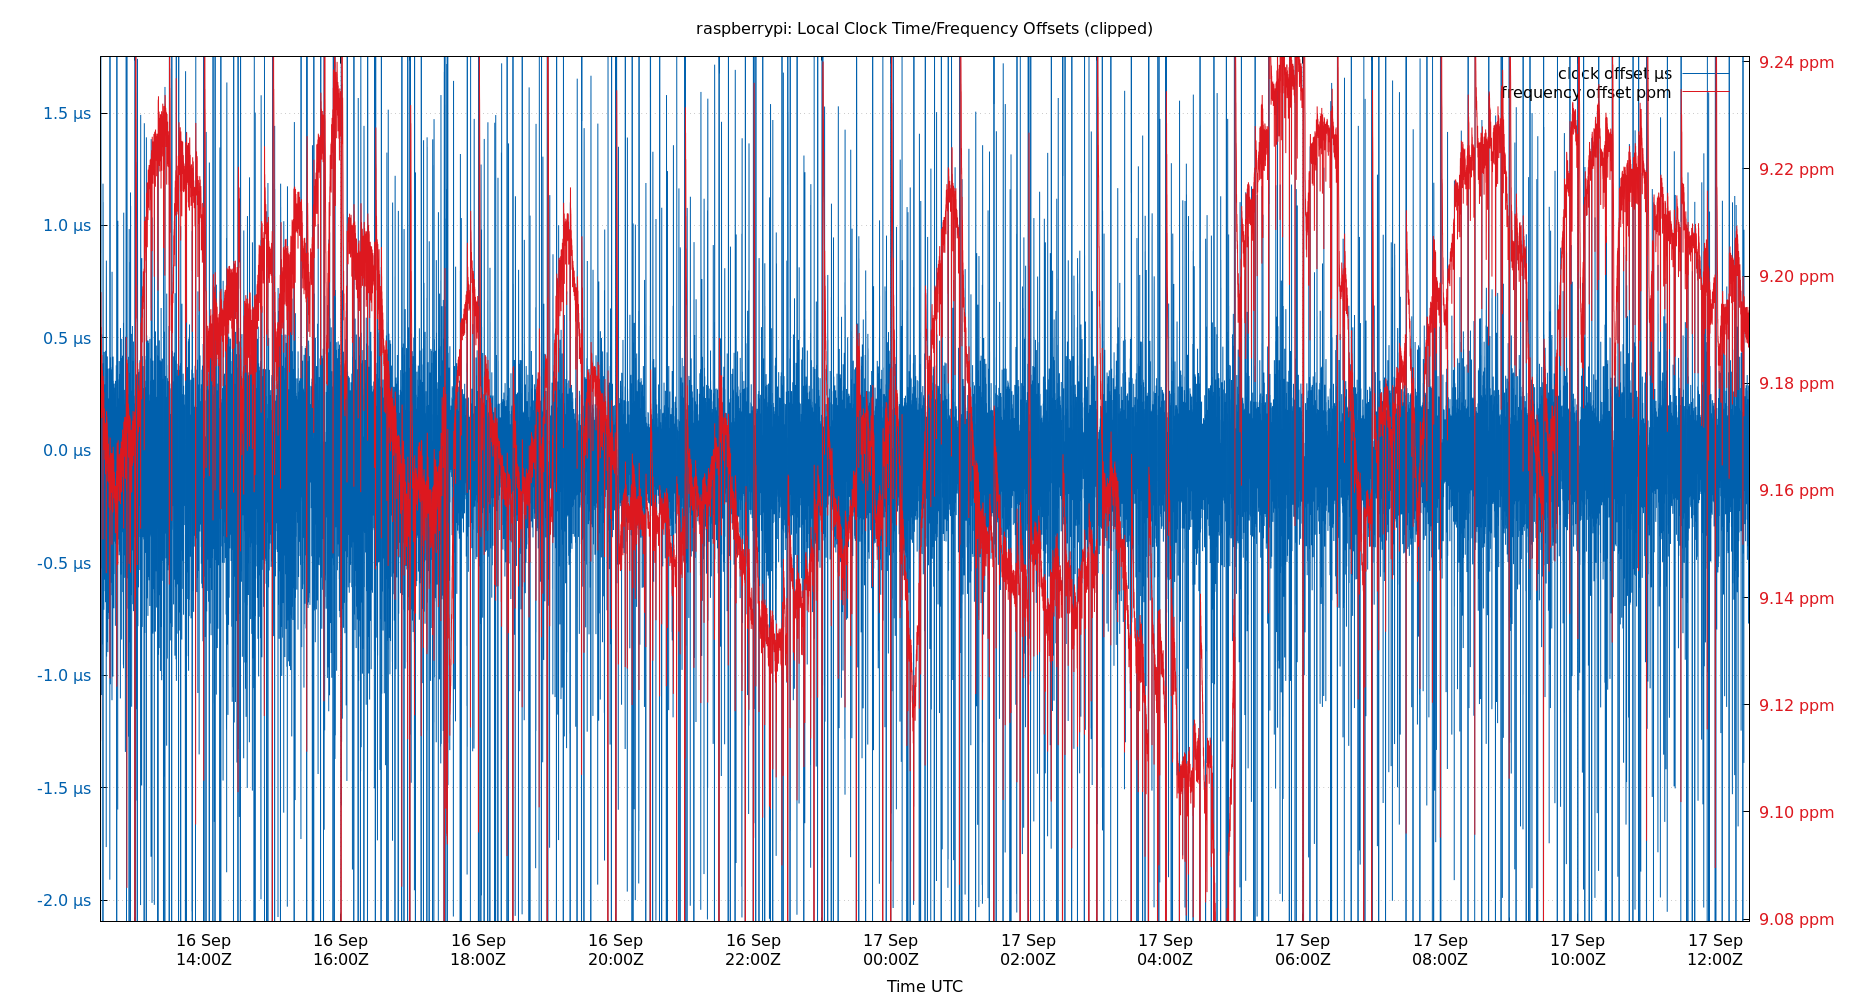 raspberrypi: Local Clock Time/Frequency Offsets (clipped)
clock offset µs
frequency offset ppm
1.5 µs
1.0 µs
0.5 µs
0.0 µs
-0.5 µs
-1.0 µs
-1.5 µs
-2.0 µs
9.24 ppm
9.22 ppm
9.20 ppm
9.18 ppm
9.16 ppm
9.14 ppm
9.12 ppm
9.10 ppm
9.08 ppm
16 Sep
14:00Z
16 Sep
16:00Z
16 Sep
18:00Z
16 Sep
20:00Z
16 Sep
22:00Z
17 Sep
00:00Z
17 Sep
02:00Z
17 Sep
04:00Z
17 Sep
06:00Z
17 Sep
08:00Z
17 Sep
10:00Z
17 Sep
12:00Z
Time UTC